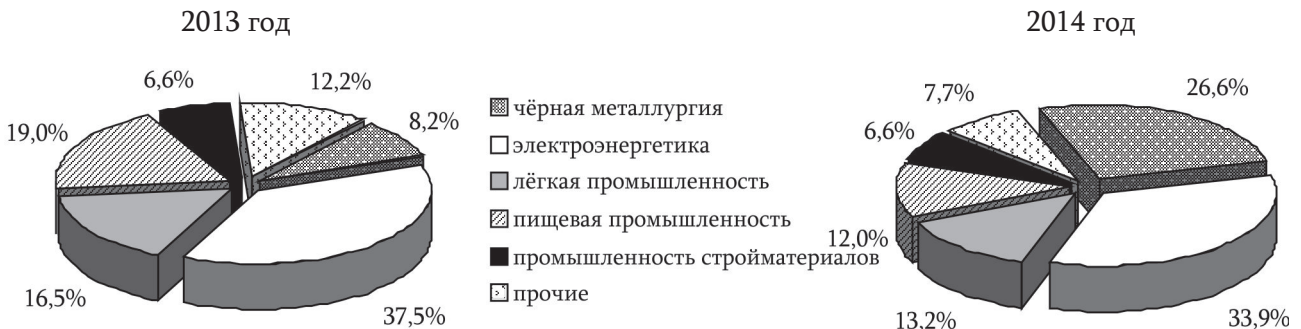 2013 год
6,6%
12,2%
19,0%
8,2%
16,5%
37,5%
чёрная металлургия
электроэнергетика
лёгкая промышленность
пищевая промышленность
промышленность стройматериалов
прочие
2014 год
7,7%
26,6%
6,6%
12,0%
13,2%
33,9%